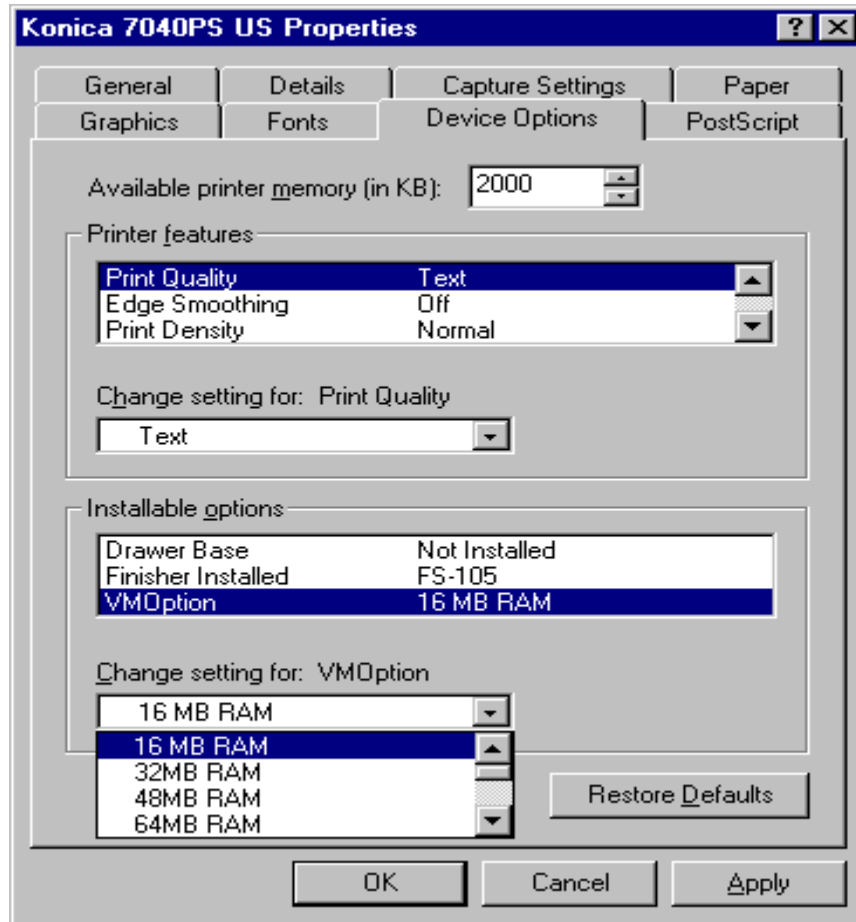 Konica 7040PS US Properties
General Details Capture Settings Paper
Graphics Fonts Device Options PostScript
Available printer memory (in KB): 2000
Printer features
Print Quality Text
Edge Smoothing Off
Print Density Normal
Change setting for: Print Quality
Text
Installable options
Drawer Base Not Installed
Finisher Installed FS-105
VMOption 16 MB RAM
Change setting for: VMOption
16 MB RAM
16 MB RAM
32MB RAM
48MB RAM
64MB RAM
Restore Defaults
OK Cancel Apply